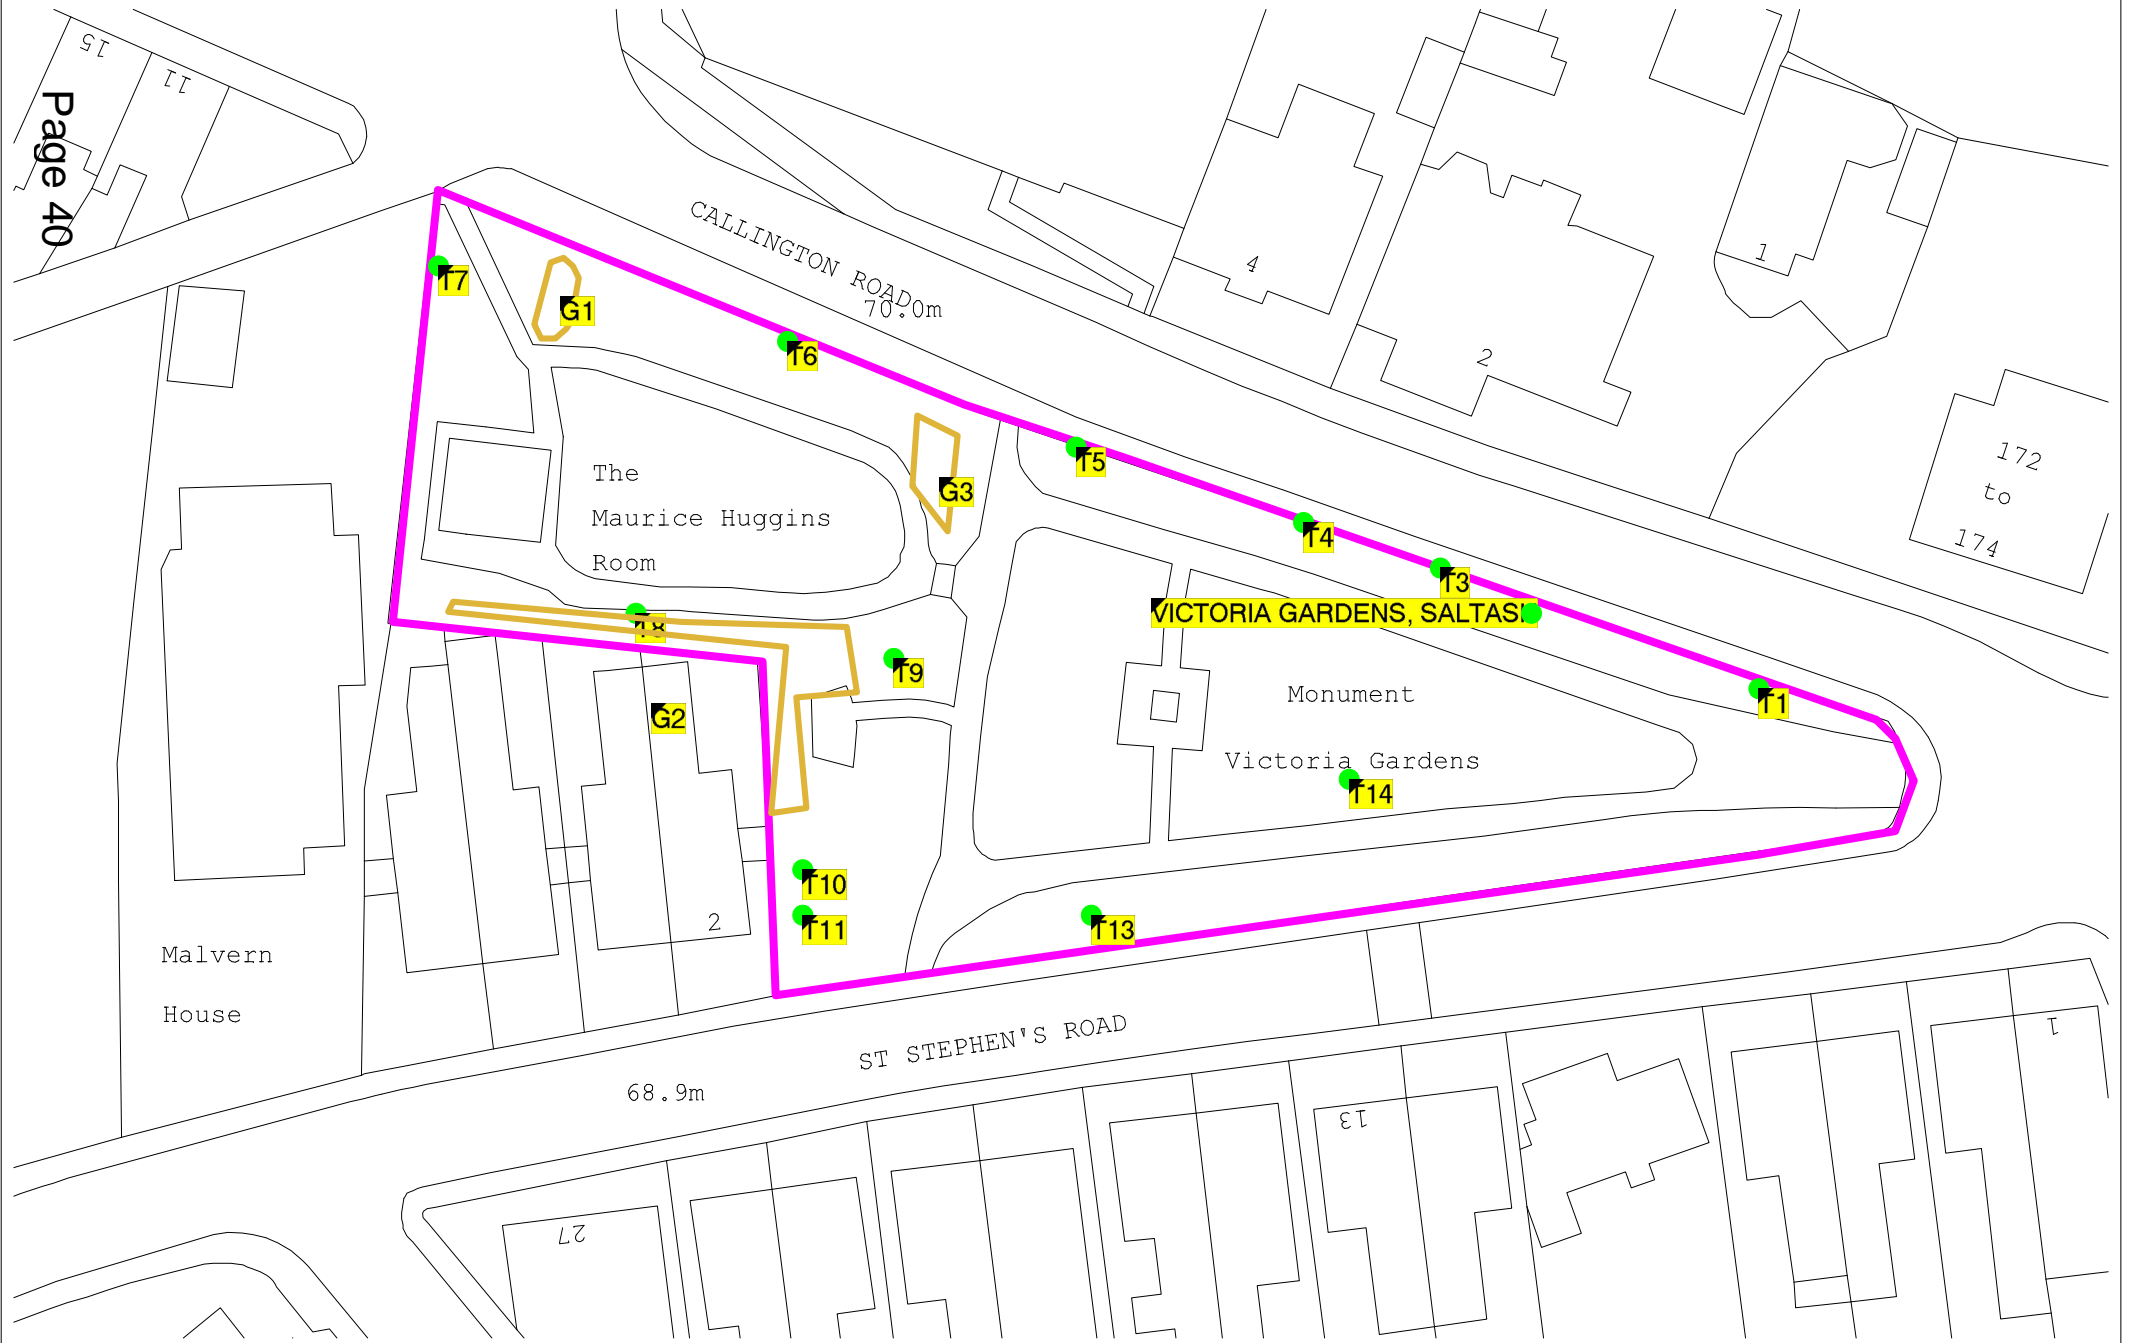 15
11
Page 40
CALLINGTON ROAD
70.0m
4
2
1
T7
G1
T6
T5
G3
T4
T3
172
to
174
The
Maurice Huggins
Room
VICTORIA GARDENS, SALTAS
T8
T9
T1
G2
Monument
Victoria Gardens
T14
T10
T11
T13
2
Malvern
House
ST STEPHEN'S ROAD
68.9m
1
13
27